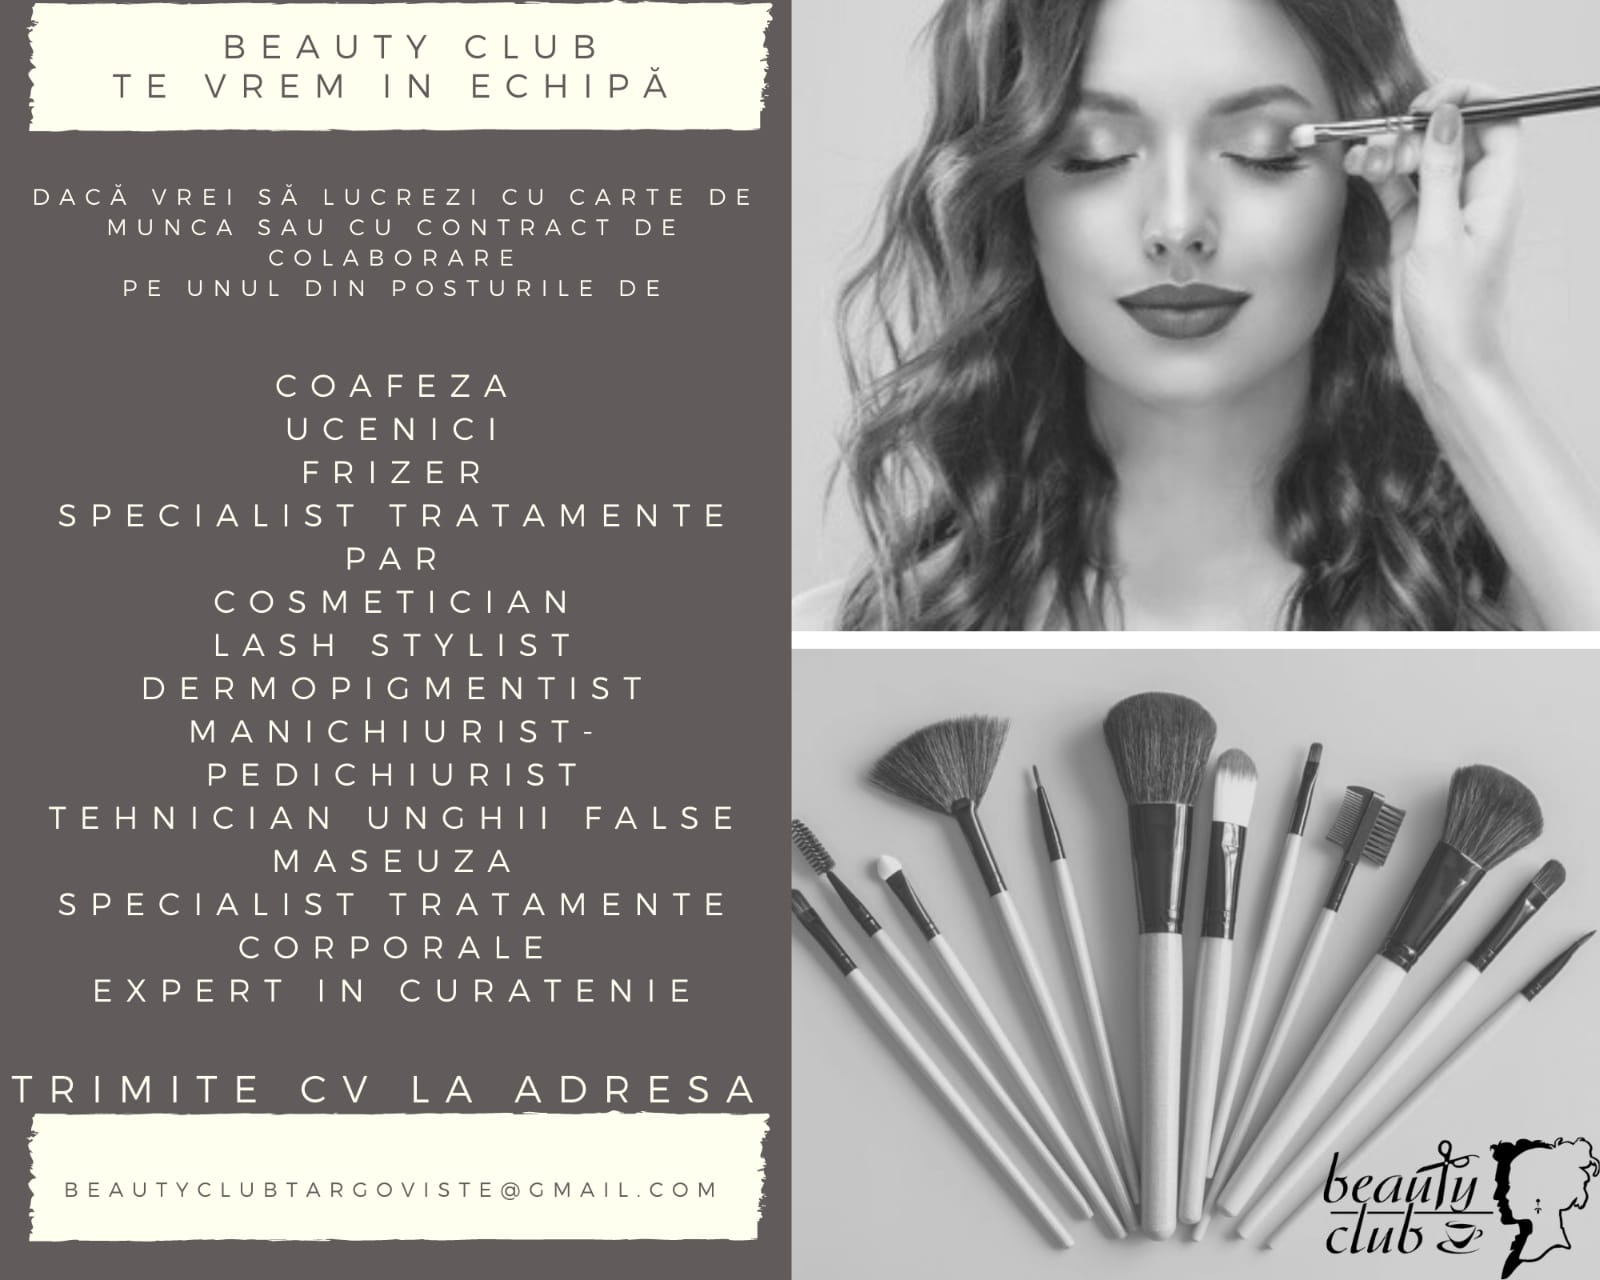 BEAUTY CLUB
TE VREM IN ECHIPĂ
DACĂ VREI SĂ LUCREZI CU CARTE DE
MUNCA SAU CU CONTRACT DE
COLABORARE
PE UNUL DIN POSTURILE DE
COAFEZA
UCENICI
FRIZER
SPECIALIST TRATAMENTE
PAR
COSMETICIAN
LASH STYLIST
DERMOPIGMENTIST
MANICHIURIST-
PEDICHIURIST
TEHNICIAN UNGHII FALSE
MASEUZA
SPECIALIST TRATAMENTE
CORPORALE
EXPERT IN CURATENIE
TRIMITE CV LA ADRESA
BEAUTYCLUBTARGOVISTE@GMAIL.COM
beauty
club